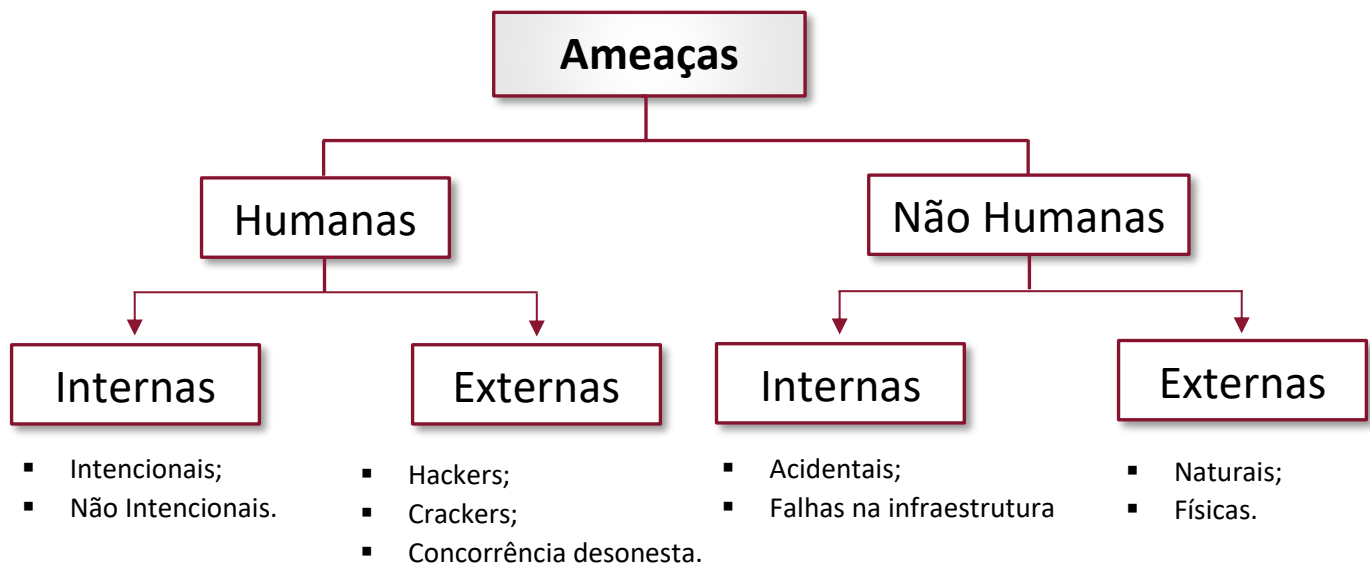 Ameaças
Humanas
Não Humanas
Internas
Externas
Internas
Externas
▪ Intencionais;
▪ Não Intencionais.
▪ Hackers;
▪ Crackers;
▪ Concorrência desonesta.
▪ Acidentais;
▪ Falhas na infraestrutura
▪ Naturais;
▪ Físicas.